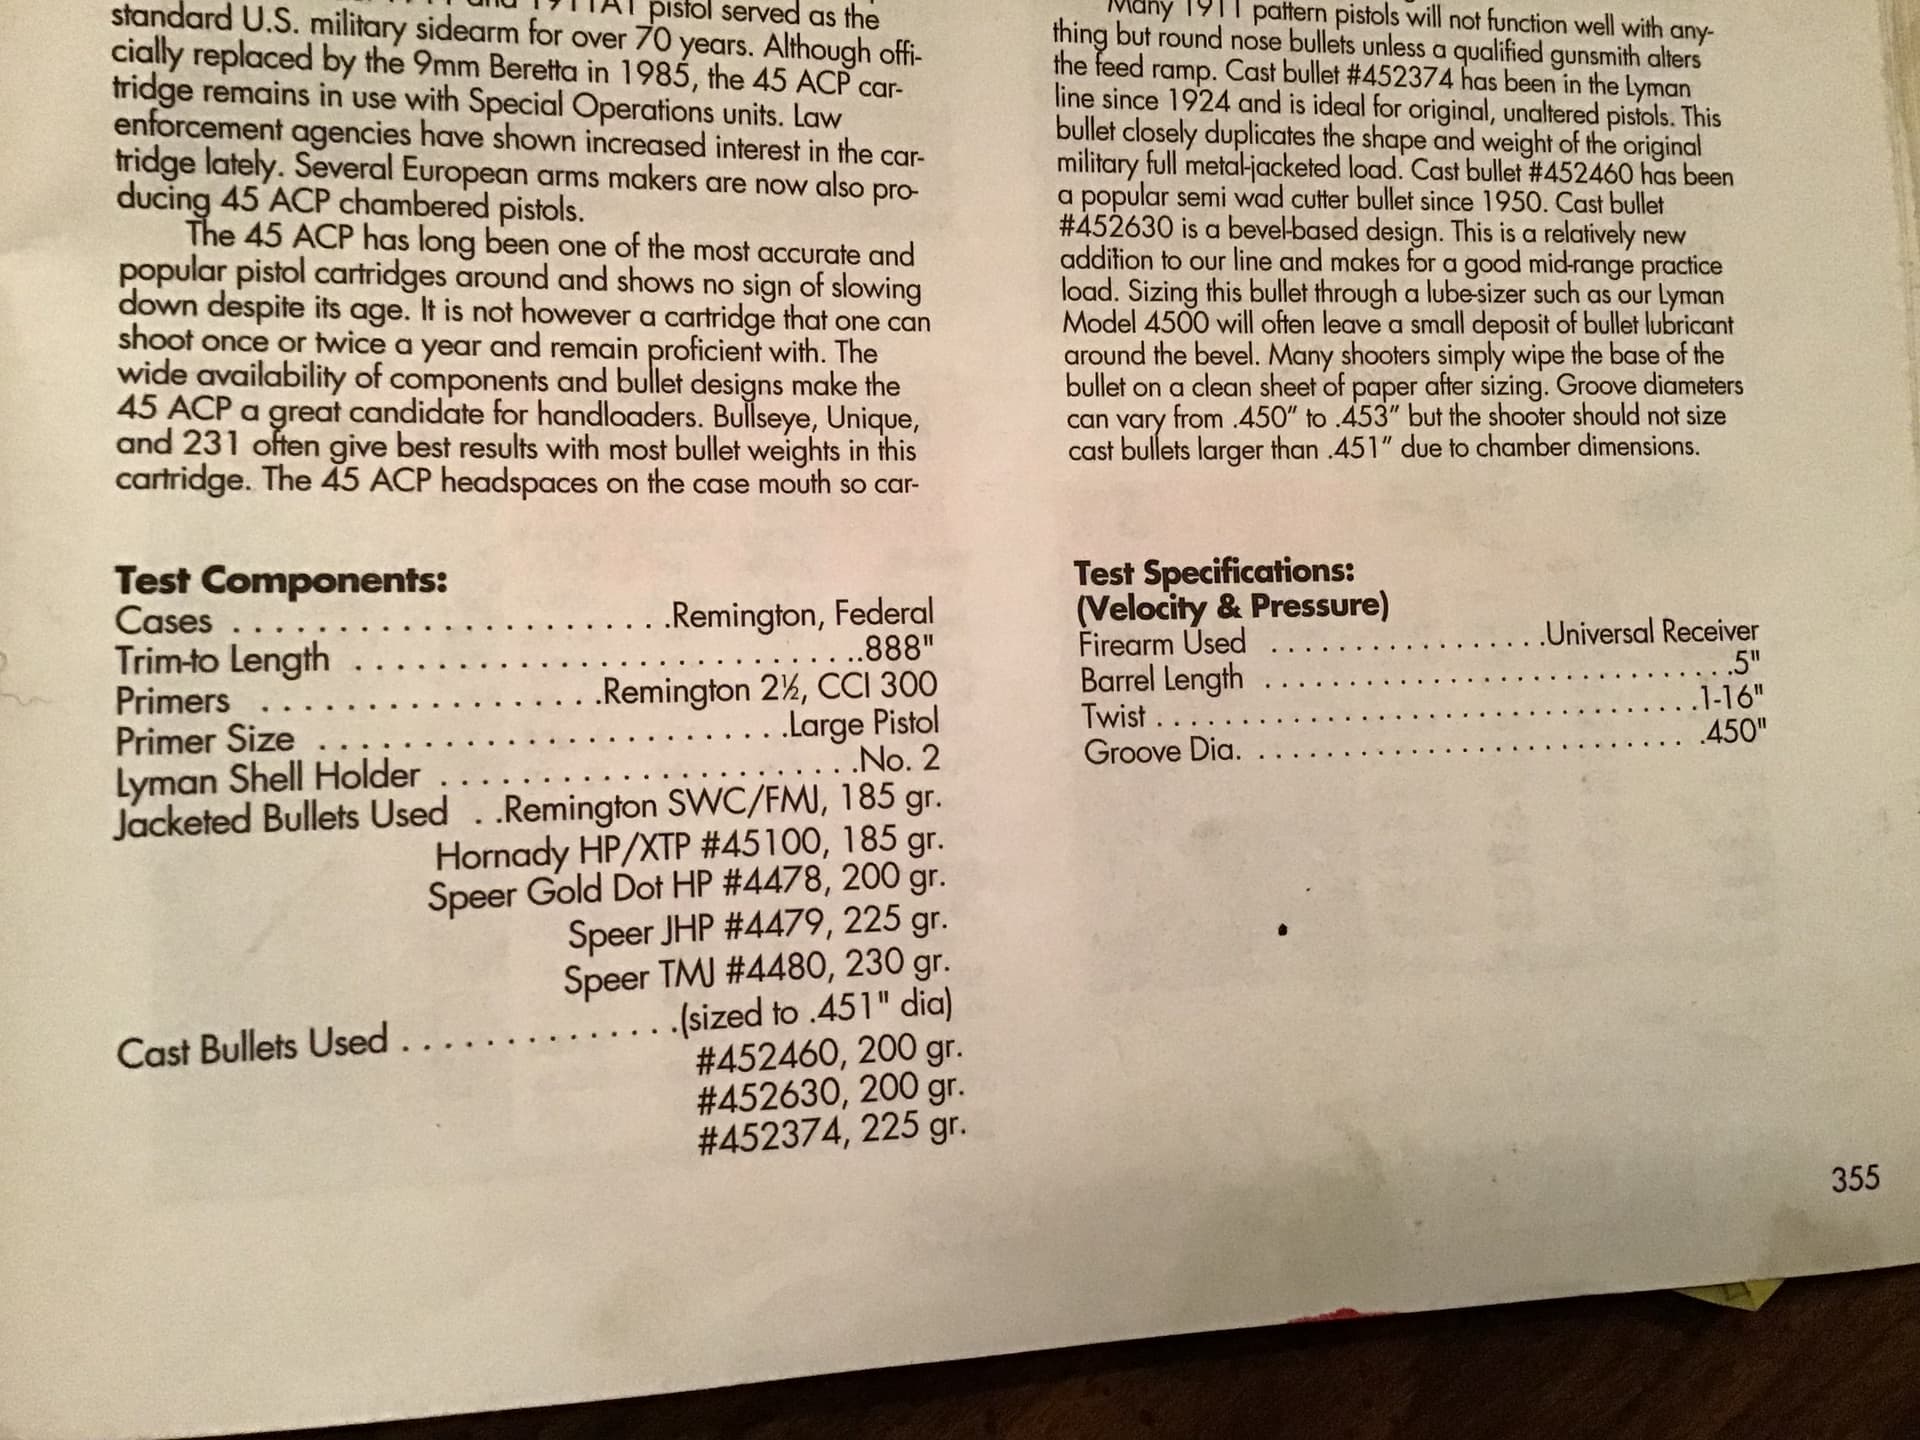 1911A1 pistol served as the
standard U.S. military sidearm for over 70 years. Although offi-
cially replaced by the 9mm Beretta in 1985, the 45 ACP car-
tridge remains in use with Special Operations units. Law
enforcement agencies have shown increased interest in the car-
tridge lately. Several European arms makers are now also pro-
ducing 45 ACP chambered pistols.
The 45 ACP has long been one of the most accurate and
popular pistol cartridges around and shows no sign of slowing
down despite its age. It is not however a cartridge that one can
shoot once or twice a year and remain proficient with. The
wide availability of components and bullet designs make the
45 ACP a great candidate for handloaders. Bullseye, Unique,
and 231 often give best results with most bullet weights in this
cartridge. The 45 ACP headspaces on the case mouth so car-
Many 1911 pattern pistols will not function well with any-
thing but round nose bullets unless a qualified gunsmith alters
the feed ramp. Cast bullet #452374 has been in the Lyman
line since 1924 and is ideal for original, unaltered pistols. This
bullet closely duplicates the shape and weight of the original
military full metal-jacketed load. Cast bullet #452460 has been
a popular semi wad cutter bullet since 1950. Cast bullet
#452630 is a bevel-based design. This is a relatively new
addition to our line and makes for a good mid-range practice
load. Sizing this bullet through a lube-sizer such as our Lyman
Model 4500 will often leave a small deposit of bullet lubricant
around the bevel. Many shooters simply wipe the base of the
bullet on a clean sheet of paper after sizing. Groove diameters
can vary from .450" to .453" but the shooter should not size
cast bullets larger than .451" due to chamber dimensions.
Test Components:
Cases . . . . . . . . . . . . . . . . . . . . . . . .Remington, Federal
Trim-to Length . . . . . . . . . . . . . . . . . . . . . . . . . ..888"
Primers . . . . . . . . . . . . . . . . .Remington 2½, CCI 300
Primer Size . . . . . . . . . . . . . . . . . . . . . . .Large Pistol
Lyman Shell Holder . . . . . . . . . . . . . . . . . . . . .No. 2
Jacketed Bullets Used . .Remington SWC/FMJ, 185 gr.
Hornady HP/XTP #45100, 185 gr.
Speer Gold Dot HP #4478, 200 gr.
Speer JHP #4479, 225 gr.
Speer TMJ #4480, 230 gr.
Cast Bullets Used . . . . . . . . . . . . . .(sized to .451" dia)
#452460, 200 gr.
#452630, 200 gr.
#452374, 225 gr.
Test Specifications:
(Velocity & Pressure)
Firearm Used . . . . . . . . . . . . . . . . .Universal Receiver
Barrel Length . . . . . . . . . . . . . . . . . . . . . . . . . . .5"
Twist . . . . . . . . . . . . . . . . . . . . . . . . . . . . . . . .1-16"
Groove Dia. . . . . . . . . . . . . . . . . . . . . . . . . . . .450"
355